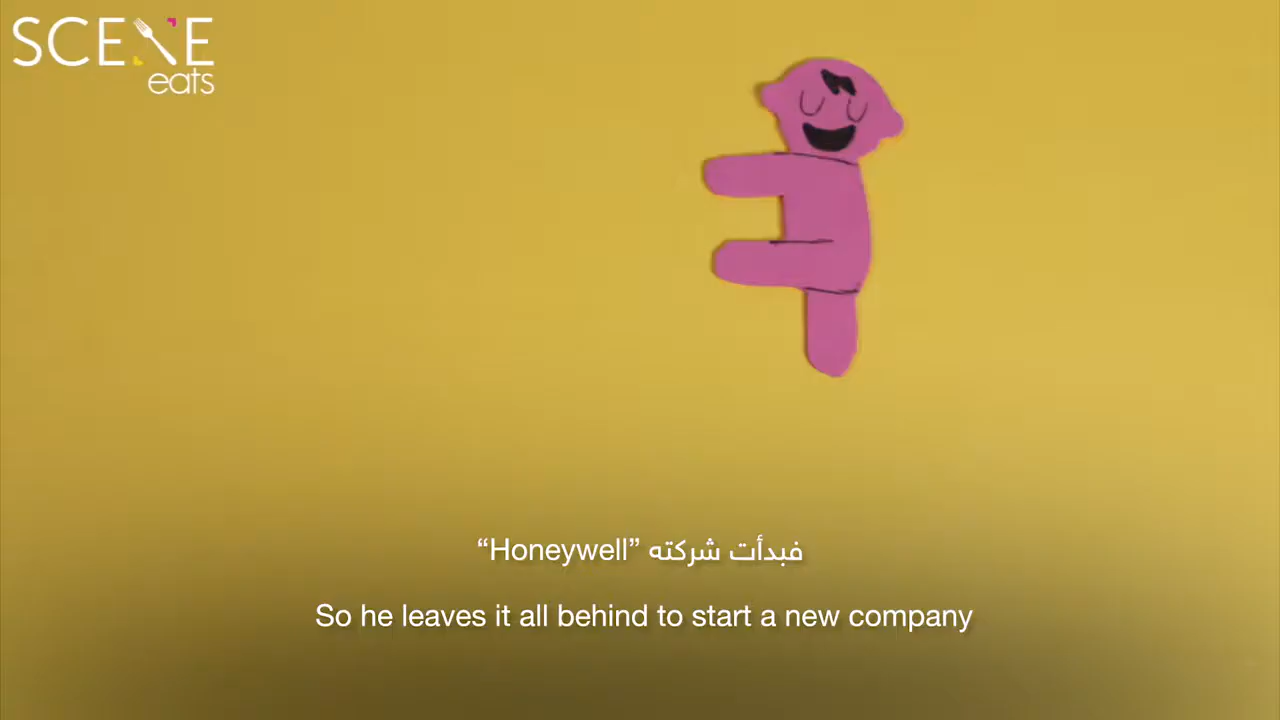 SCENE
eats
فبدأت شركته “Honeywell”
So he leaves it all behind to start a new company